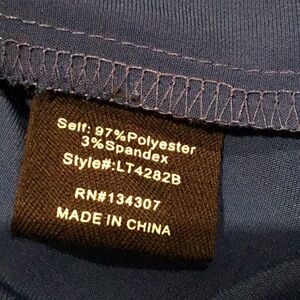 Self: 97%Polyester
3%Spandex
Style#:LT4282B
RN#134307
MADE IN CHINA